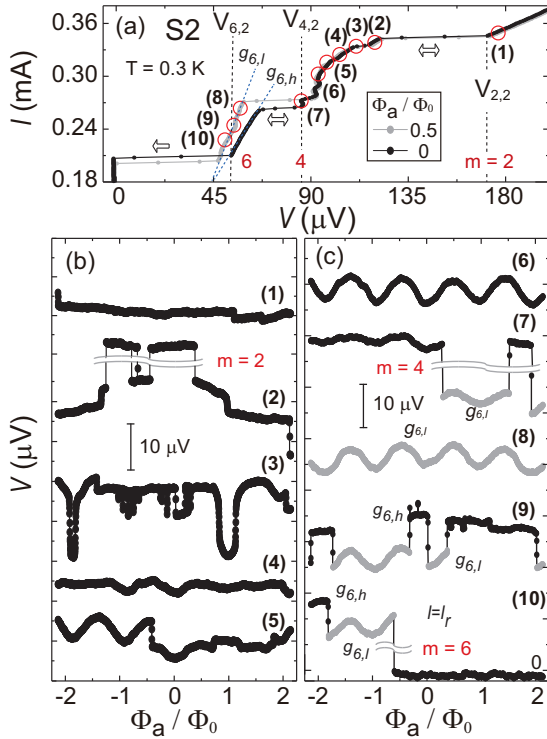 (a) S2 V6,2 V4,2 (4) (3) (2)
g6,l
T = 0.3 K g6,h (1)
(5)
(8) (6) Φa / Φ0 V2,2
(9) (7) 0.5
(10) 0
6 4 m = 2
I (mA)
0.36
0.30
0.24
0.18
0 45 90 135 180
V (μV)
(b)
(1)
m = 2
(2)
10 μV
(3)
(4)
(5)
V (μV)
-2 -1 0 1 2
Φa / Φ0
(c)
(6)
(7)
m = 4
10 μV g6,l
(8)
(9)
g6,h
g6,l
(10)
g6,h I=Ir
g6,l m = 6
0
-2 -1 0 1 2
Φa / Φ0